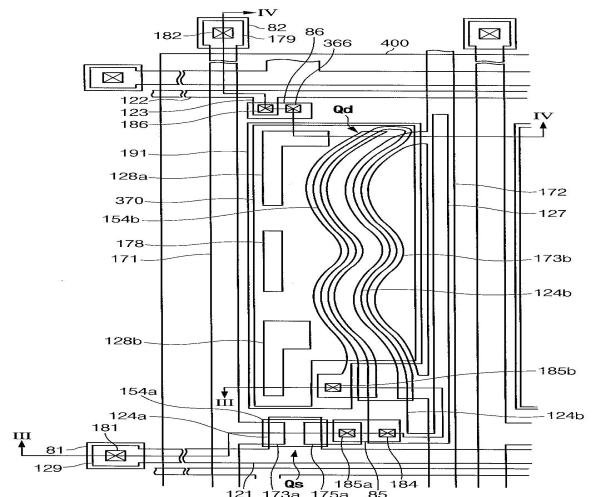 IV
82
182
179
86
400
366
122
123
186
Qd
IV
191
128a
172
370
127
154b
178
173b
171
124b
128b
185b
III
154a
124a
124b
III
181
81
129
121
173a
Qs
175a
185a
85
184